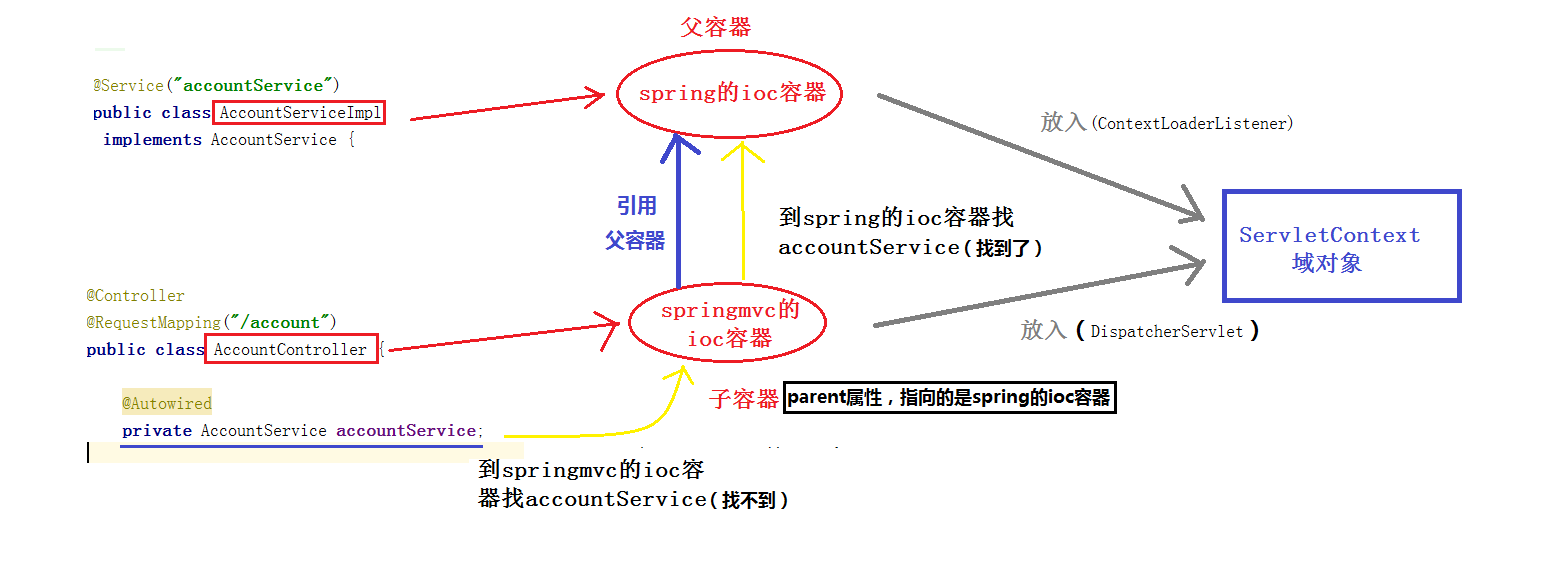 父容器
@Service("accountService")
public class AccountServiceImpl
implements AccountService {
spring的ioc容器
放入(ContextLoaderListener)
引用
父容器
到spring的ioc容器找
accountService(找到了)
ServletContext
域对象
@Controller
@RequestMapping("/account")
public class AccountController {
springmvc的
ioc容器
放入(DispatcherServlet)
@Autowired
private AccountService accountService;
子容器
parent属性，指向的是spring的ioc容器
到springmvc的ioc容
器找accountService(找不到)